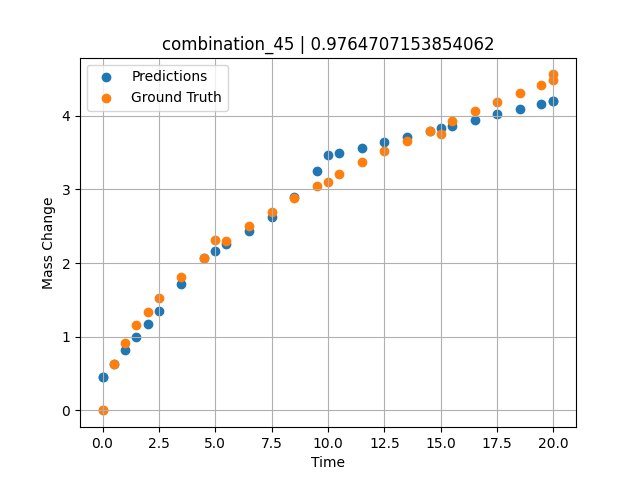 combination_45 | 0.9764707153854062
Predictions
Ground Truth
Mass Change
4
3
2
1
0
0.0 2.5 5.0 7.5 10.0 12.5 15.0 17.5 20.0
Time